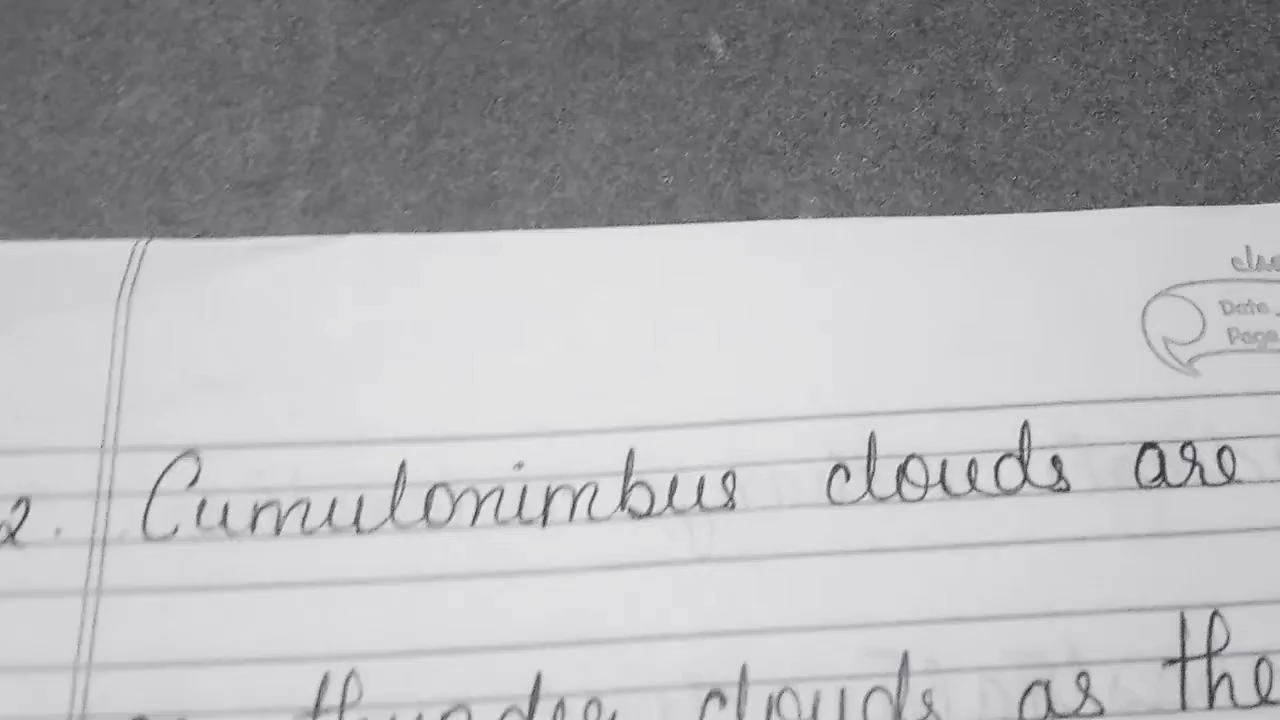 Date
Page
2. Cumulonimbus clouds are
thunder clouds as the